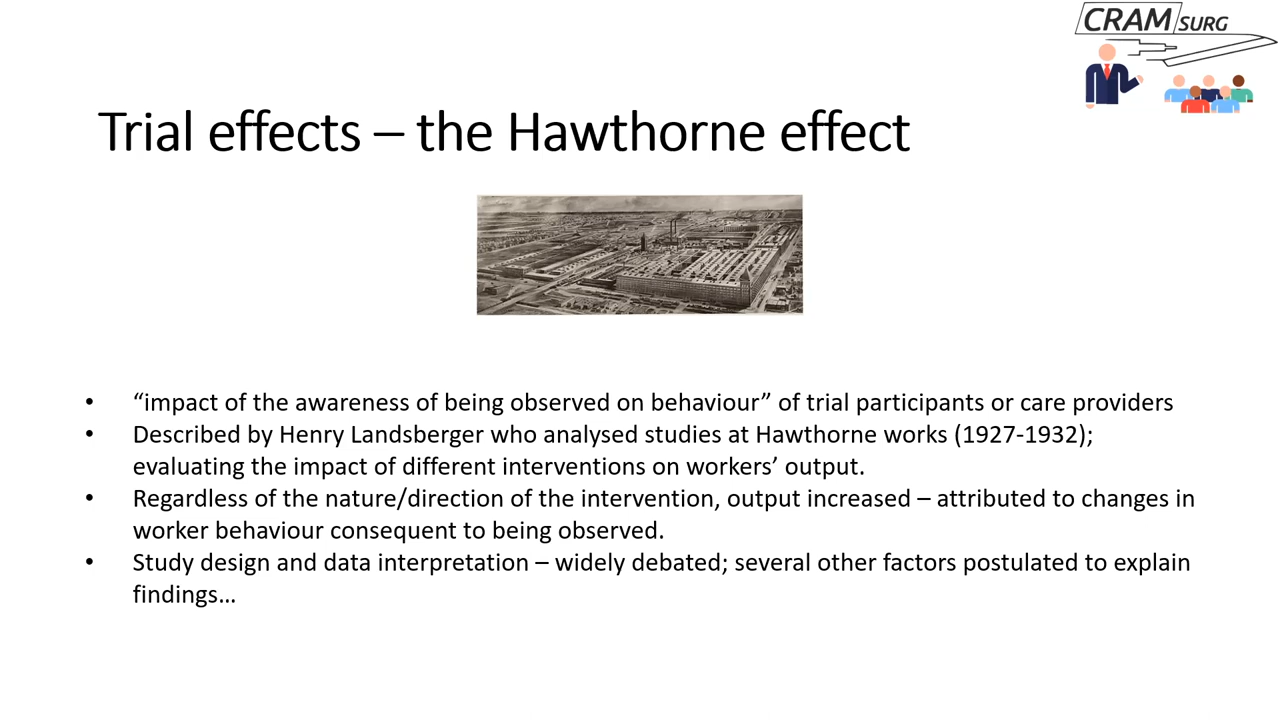 CRAM SURG
Trial effects – the Hawthorne effect
• “impact of the awareness of being observed on behaviour” of trial participants or care providers
• Described by Henry Landsberger who analysed studies at Hawthorne works (1927-1932);
evaluating the impact of different interventions on workers’ output.
• Regardless of the nature/direction of the intervention, output increased – attributed to changes in
worker behaviour consequent to being observed.
• Study design and data interpretation – widely debated; several other factors postulated to explain
findings…